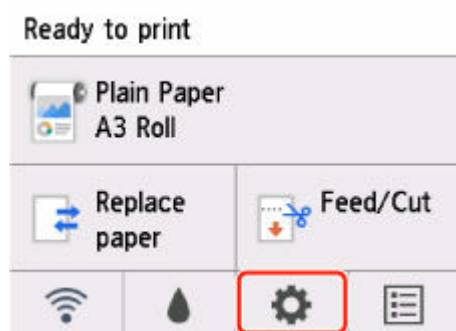 Ready to print
Plain Paper
A3 Roll
Replace
paper
Feed/Cut